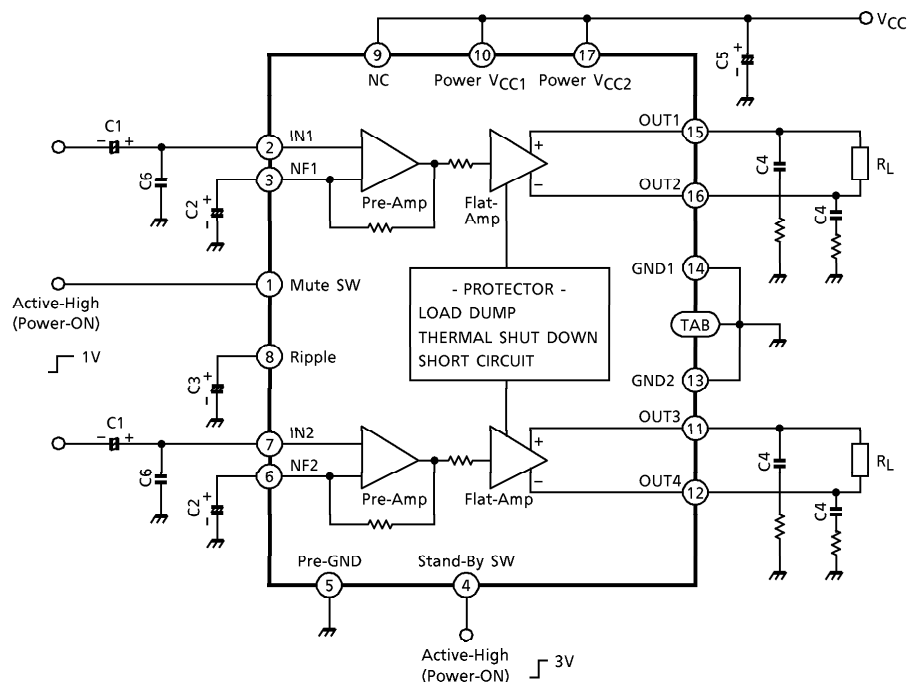 VCC
C5
+
-
9
10
17
NC
Power VCC1
Power VCC2
C1
- +
2
IN1
C6
3
NF1
C2
+
-
Pre-Amp
Flat-
Amp
+
-
OUT1
15
OUT2
16
C4
C4
RL
1
Mute SW
Active-High
(Power-ON)
1V
8
Ripple
C3
+
-
- PROTECTOR -
LOAD DUMP
THERMAL SHUT DOWN
SHORT CIRCUIT
GND1
14
TAB
GND2
13
C1
- +
7
IN2
C6
6
NF2
C2
+
-
Pre-Amp
Flat-Amp
+
-
OUT3
11
OUT4
12
C4
C4
RL
Pre-GND
5
Stand-By SW
4
Active-High
(Power-ON)
3V